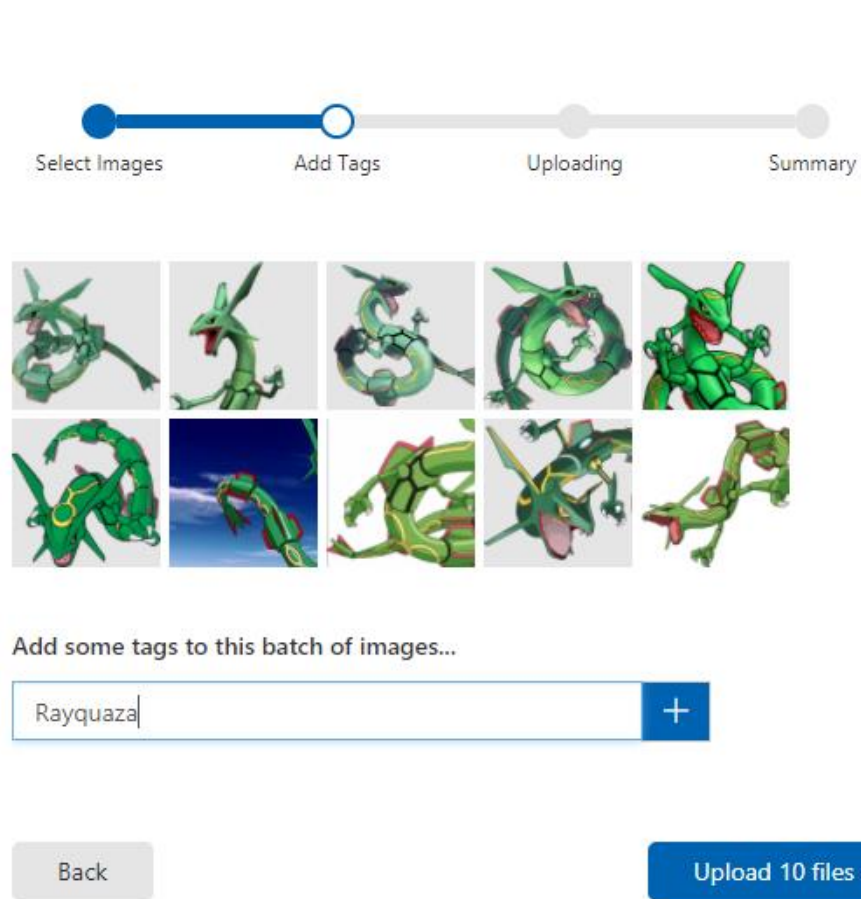 Select Images Add Tags Uploading Summary
Add some tags to this batch of images...
Rayquaza
Back Upload 10 files